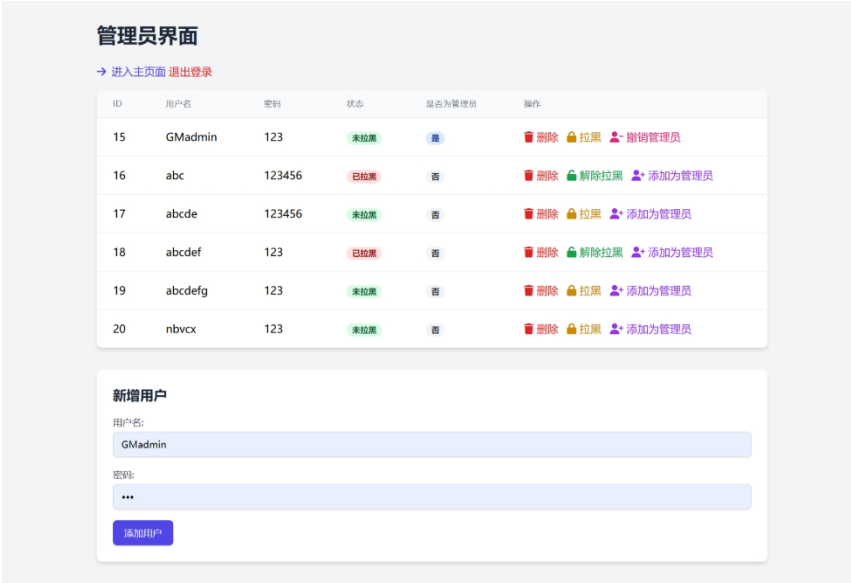 管理员界面
进入主页面 退出登录
ID 用户名 密码 状态 是否为管理员 操作
15 GMadmin 123 未拉黑 是 删除 拉黑 撤销管理员
16 abc 123456 已拉黑 否 删除 解除拉黑 添加为管理员
17 abcde 123456 未拉黑 否 删除 拉黑 添加为管理员
18 abcdef 123 已拉黑 否 删除 解除拉黑 添加为管理员
19 abcdefg 123 未拉黑 否 删除 拉黑 添加为管理员
20 nbvcx 123 未拉黑 否 删除 拉黑 添加为管理员
新增用户
用户名:
GMadmin
密码:
•••
添加用户